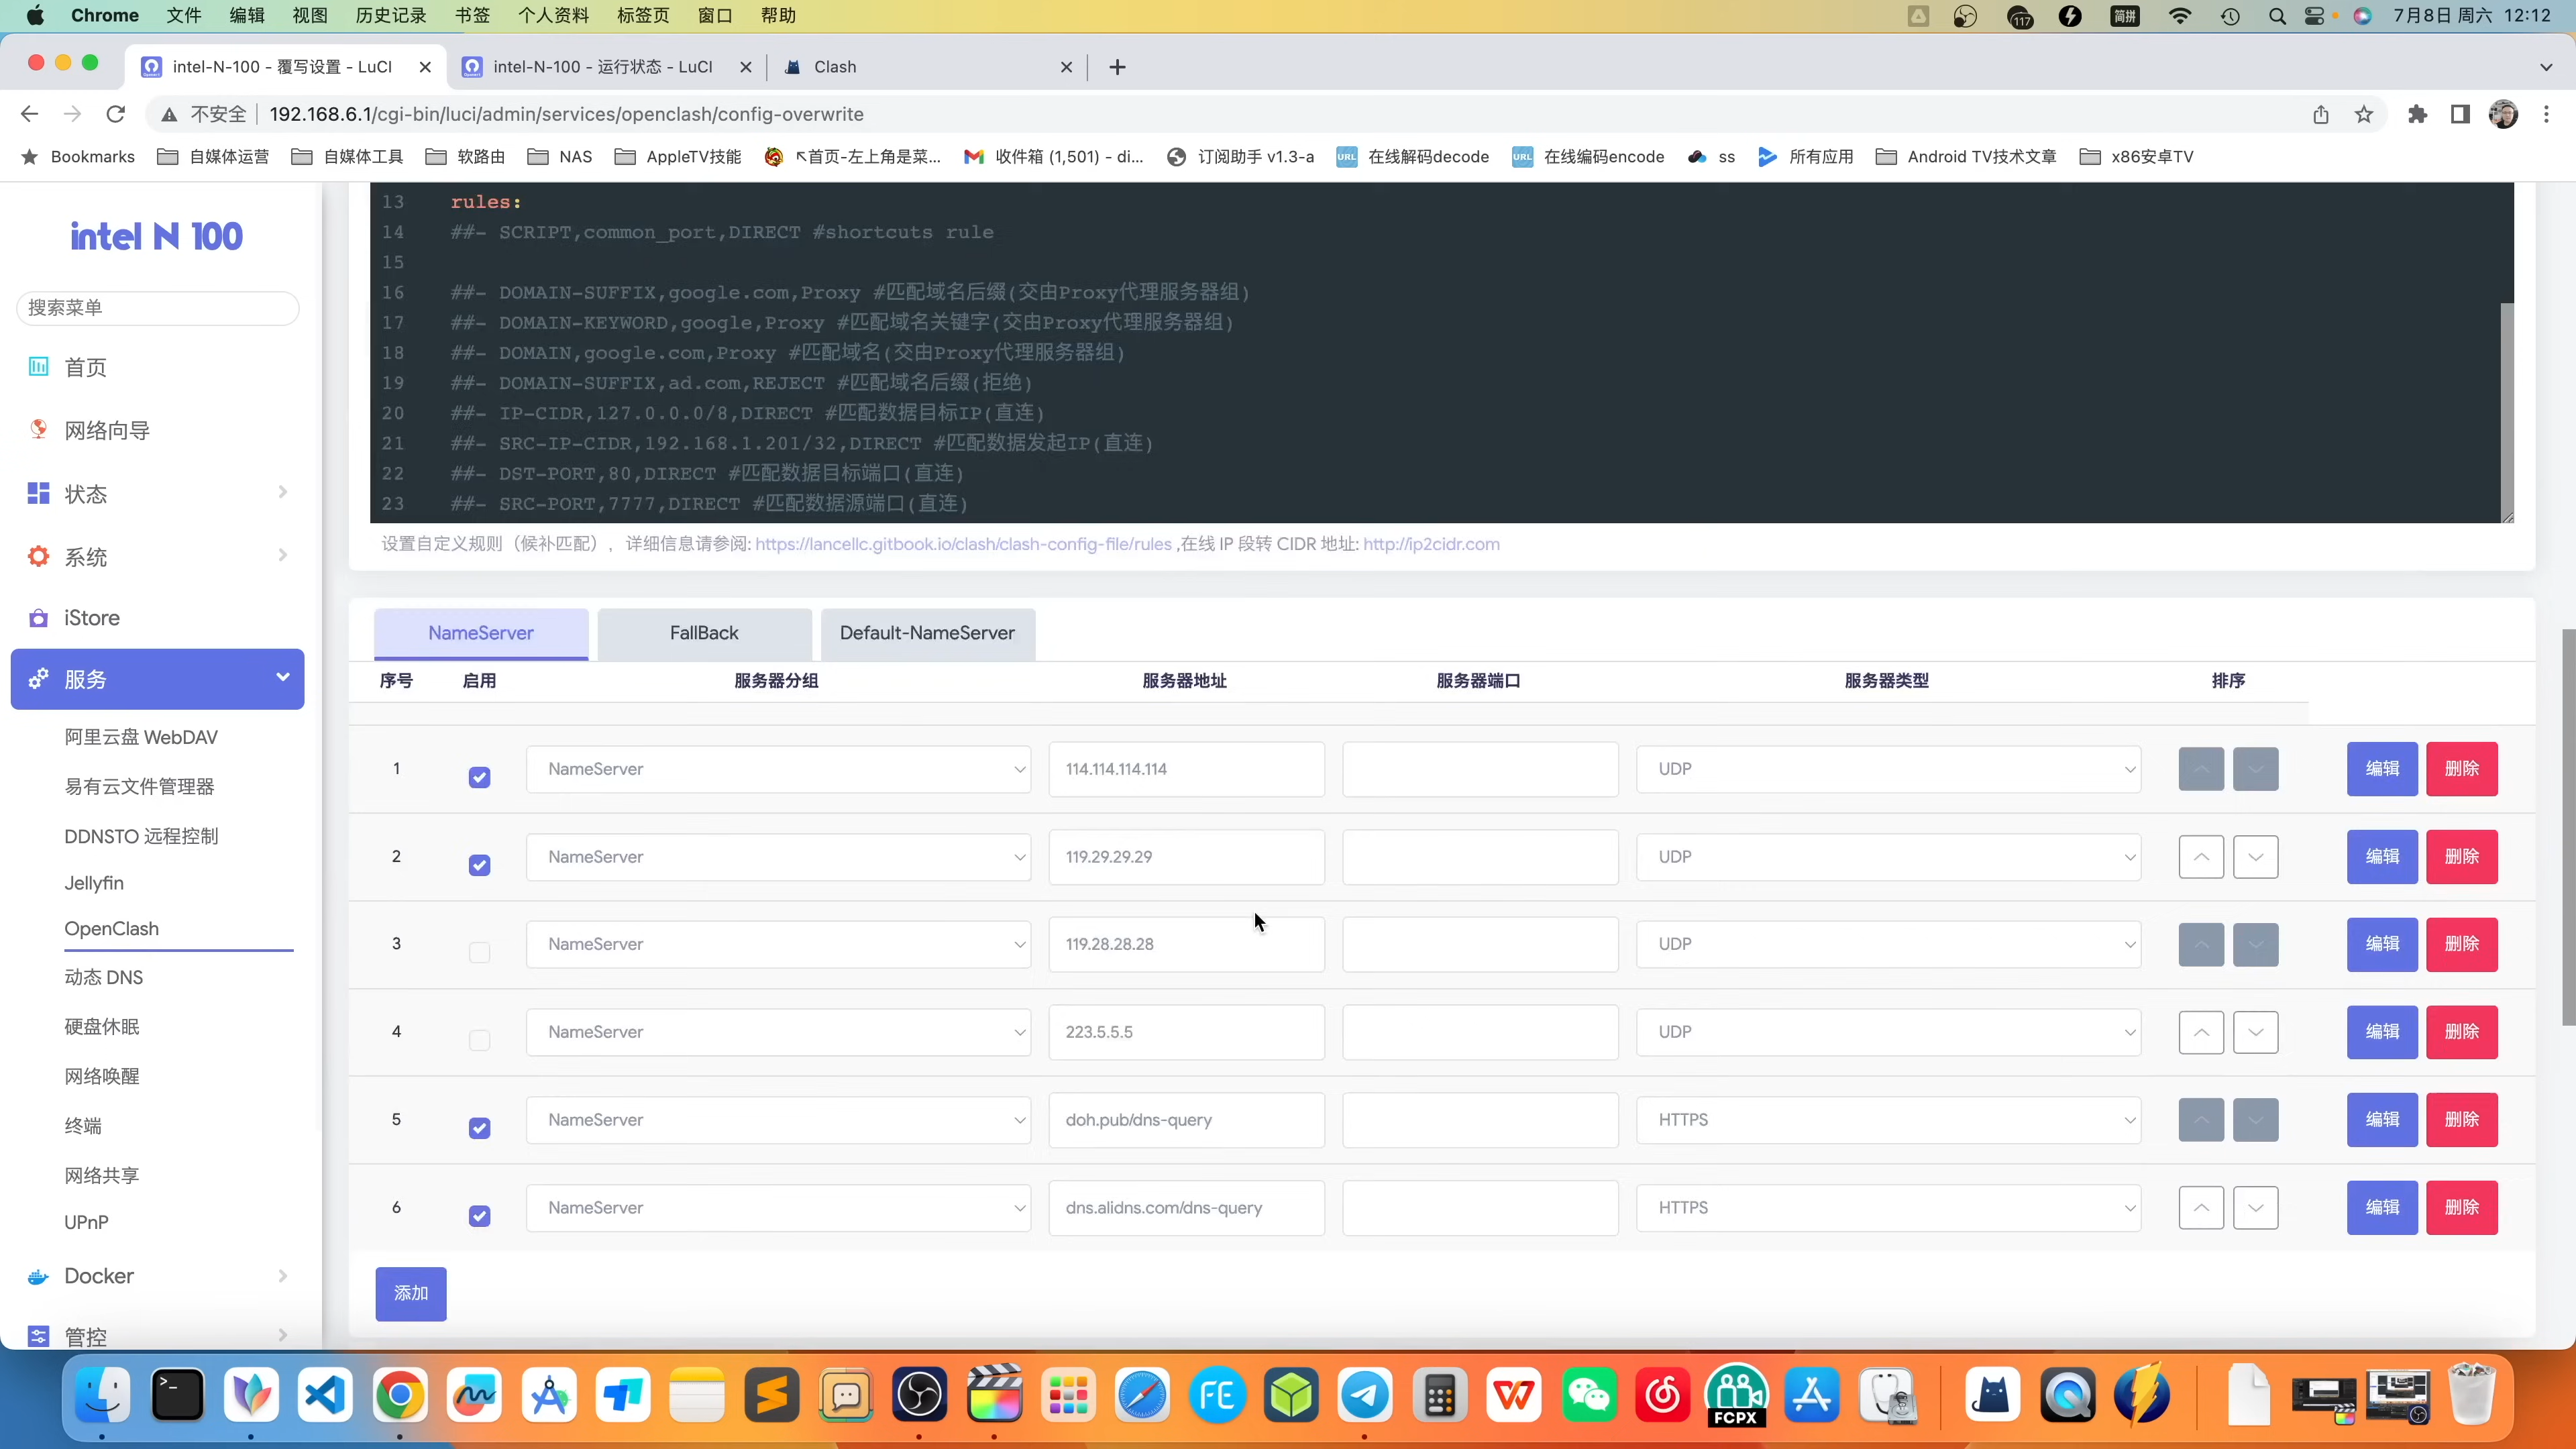 Chrome 文件 编辑 视图 历史记录 书签 个人资料 标签页 窗口 帮助 117 简拼 7月8日 周六 12:12
intel-N-100 - 覆写设置 - LuCI intel-N-100 - 运行状态 - LuCI Clash
不安全 192.168.6.1/cgi-bin/luci/admin/services/openclash/config-overwrite
Bookmarks 自媒体运营 自媒体工具 软路由 NAS AppleTV技能 ↸首页-左上角是菜... 收件箱 (1,501) - di... 订阅助手 v1.3-a URL 在线解码decode URL 在线编码encode ss 所有应用 Android TV技术文章 x86安卓TV
intel N 100
搜索菜单
首页
网络向导
状态
系统
iStore
服务
阿里云盘 WebDAV
易有云文件管理器
DDNSTO 远程控制
Jellyfin
OpenClash
动态 DNS
硬盘休眠
网络唤醒
终端
网络共享
UPnP
Docker
管控
13 rules:
14 ##- SCRIPT,common_port,DIRECT #shortcuts rule
15
16 ##- DOMAIN-SUFFIX,google.com,Proxy #匹配域名后缀(交由Proxy代理服务器组)
17 ##- DOMAIN-KEYWORD,google,Proxy #匹配域名关键字(交由Proxy代理服务器组)
18 ##- DOMAIN,google.com,Proxy #匹配域名(交由Proxy代理服务器组)
19 ##- DOMAIN-SUFFIX,ad.com,REJECT #匹配域名后缀(拒绝)
20 ##- IP-CIDR,127.0.0.0/8,DIRECT #匹配数据目标IP(直连)
21 ##- SRC-IP-CIDR,192.168.1.201/32,DIRECT #匹配数据发起IP(直连)
22 ##- DST-PORT,80,DIRECT #匹配数据目标端口(直连)
23 ##- SRC-PORT,7777,DIRECT #匹配数据源端口(直连)
设置自定义规则（候补匹配），详细信息请参阅: https://lancellc.gitbook.io/clash/clash-config-file/rules ,在线 IP 段转 CIDR 地址: http://ip2cidr.com
NameServer FallBack Default-NameServer
序号 启用 服务器分组 服务器地址 服务器端口 服务器类型 排序
1 NameServer 114.114.114.114 UDP 编辑 删除
2 NameServer 119.29.29.29 UDP 编辑 删除
3 NameServer 119.28.28.28 UDP 编辑 删除
4 NameServer 223.5.5.5 UDP 编辑 删除
5 NameServer doh.pub/dns-query HTTPS 编辑 删除
6 NameServer dns.alidns.com/dns-query HTTPS 编辑 删除
添加
FE FCPX